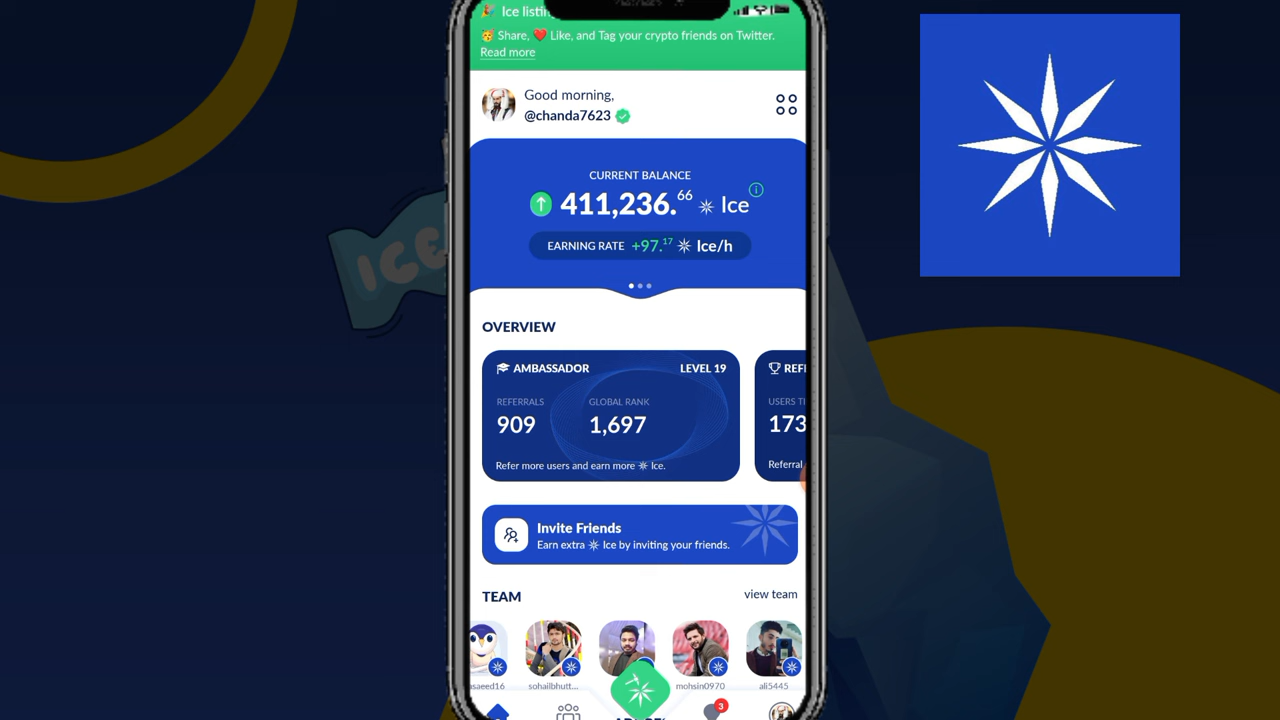 🎉 Ice listin
🥳 Share, ❤️ Like, and Tag your crypto friends on Twitter.
Read more
Good morning,
@chanda7623
CURRENT BALANCE
411,236.66 Ice
EARNING RATE +97.17 Ice/h
OVERVIEW
AMBASSADOR LEVEL 19
REFERRALS GLOBAL RANK
909 1,697
Refer more users and earn more Ice.
REF
USERS T
173
Referral
Invite Friends
Earn extra Ice by inviting your friends.
TEAM view team
asaeed16 sohailbhutt... mohsin0970 ali5445
3
ICE